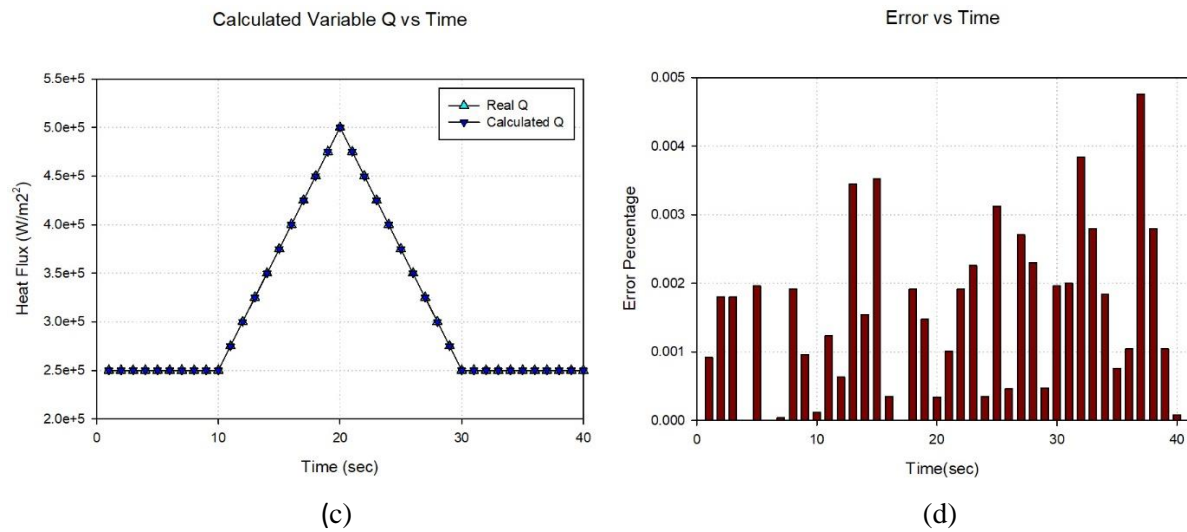 Calculated Variable Q vs Time
5.5e+5
5.0e+5
4.5e+5
4.0e+5
3.5e+5
3.0e+5
2.5e+5
2.0e+5
Heat Flux (W/m2²)
Real Q
Calculated Q
0 10 20 30 40
Time (sec)
(c)
Error vs Time
0.005
0.004
0.003
0.002
0.001
0.000
Error Percentage
0 10 20 30 40
Time(sec)
(d)